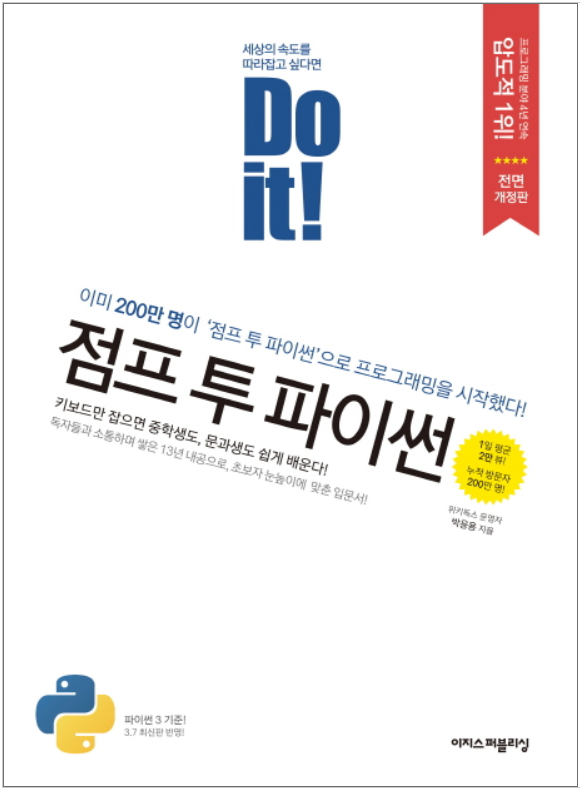 세상의 속도를
따라잡고 싶다면
Do
it!
프로그래밍 분야 4년 연속
압도적 1위!
★★★★
전면
개정판
이미 200만 명이 '점프 투 파이썬'으로 프로그래밍을 시작했다!
점프 투 파이썬
키보드만 잡으면 중학생도, 문과생도 쉽게 배운다!
독자들과 소통하며 쌓은 13년 내공으로, 초보자 눈높이에 맞춘 입문서!
1일 평균
2만 뷰!
누적 방문자
200만 명!
위키독스 운영자
박응용 지음
파이썬 3 기준!
3.7 최신판 반영!
이지스 퍼블리싱